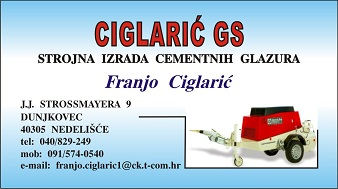 CIGLARIĆ GS
STROJNA IZRADA CEMENTNIH GLAZURA
Franjo Ciglarić
J.J. STROSSMAYERA 9
DUNJKOVEC
40305 NEDELIŠĆE
tel: 040/829-249
mob: 091/574-0540
e-mail: franjo.ciglaric1@ck.t-com.hr